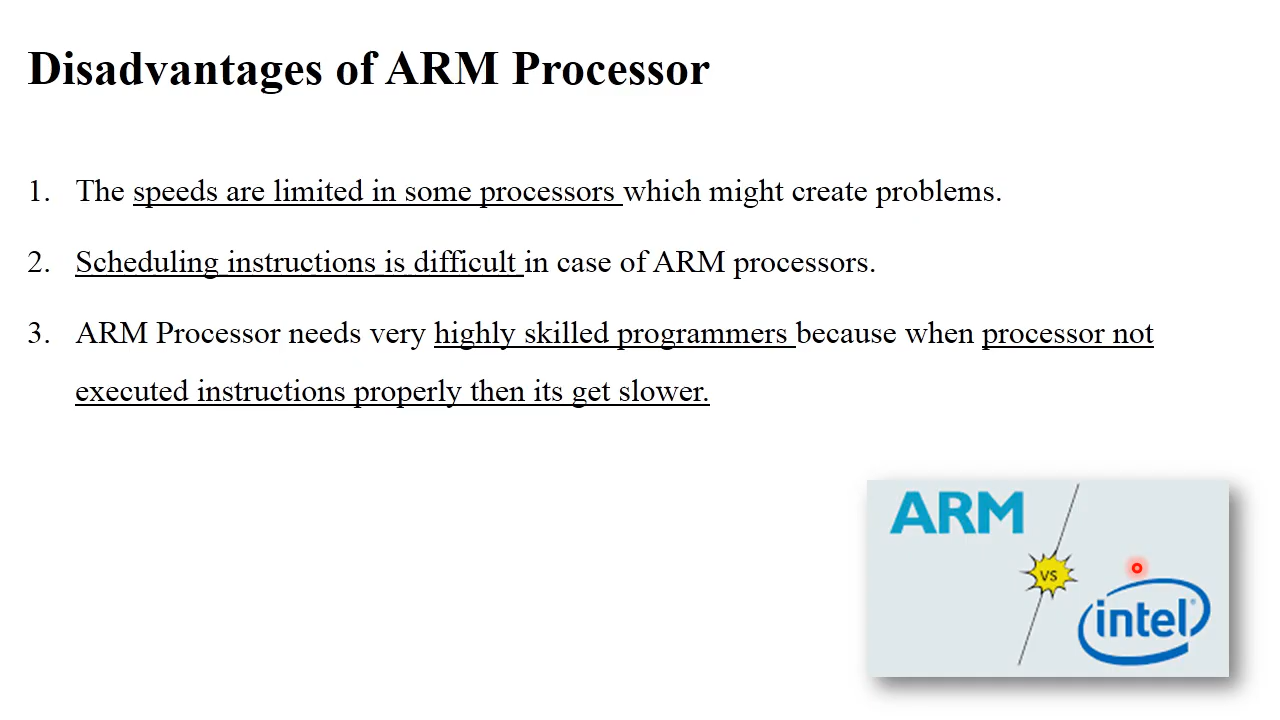 Disadvantages of ARM Processor
1. The speeds are limited in some processors which might create problems.
2. Scheduling instructions is difficult in case of ARM processors.
3. ARM Processor needs very highly skilled programmers because when processor not
executed instructions properly then its get slower.
ARM
VS
intel®